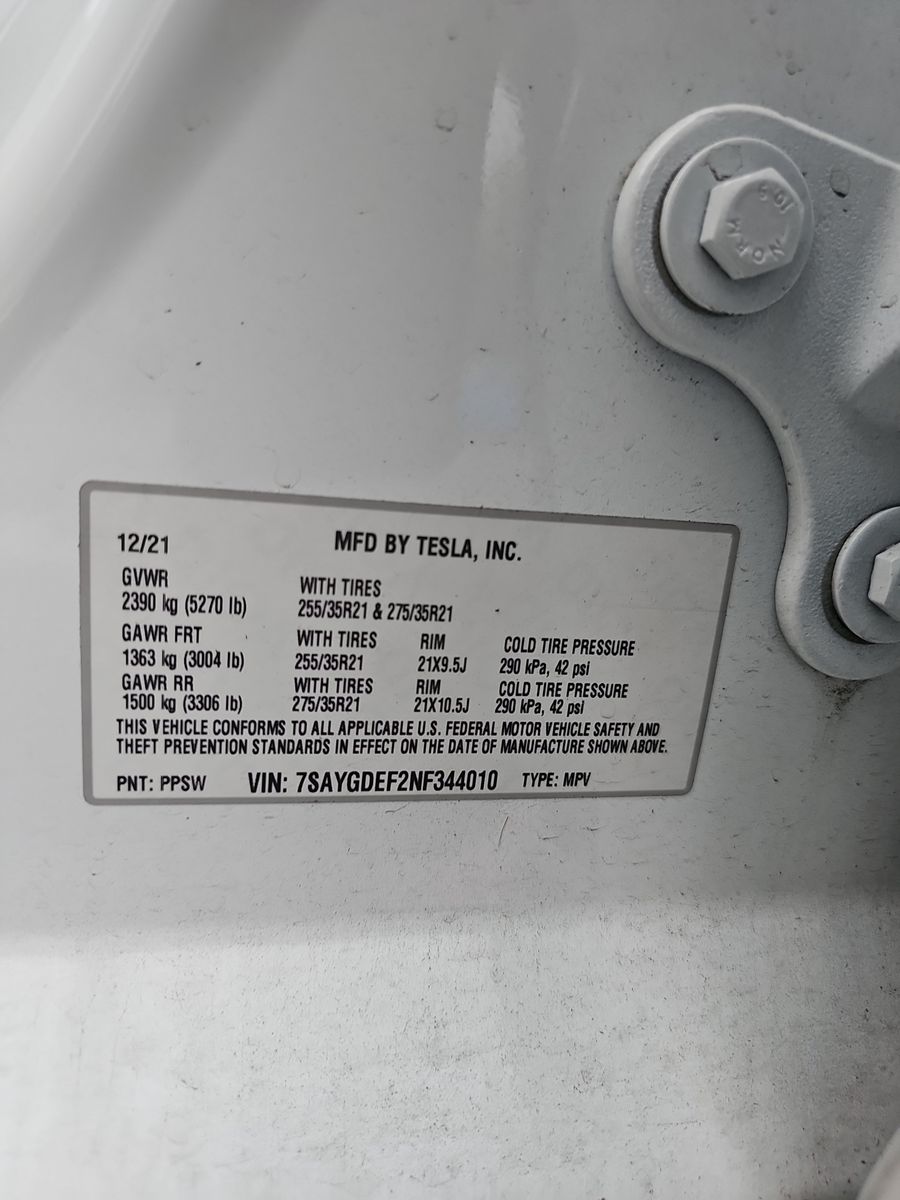 NORM
10.9
12/21 MFD BY TESLA, INC.
GVWR WITH TIRES
2390 kg (5270 lb) 255/35R21 & 275/35R21
GAWR FRT WITH TIRES RIM COLD TIRE PRESSURE
1363 kg (3004 lb) 255/35R21 21X9.5J 290 kPa, 42 psi
GAWR RR WITH TIRES RIM COLD TIRE PRESSURE
1500 kg (3306 lb) 275/35R21 21X10.5J 290 kPa, 42 psi
THIS VEHICLE CONFORMS TO ALL APPLICABLE U.S. FEDERAL MOTOR VEHICLE SAFETY AND
THEFT PREVENTION STANDARDS IN EFFECT ON THE DATE OF MANUFACTURE SHOWN ABOVE.
PNT: PPSW VIN: 7SAYGDEF2NF344010 TYPE: MPV